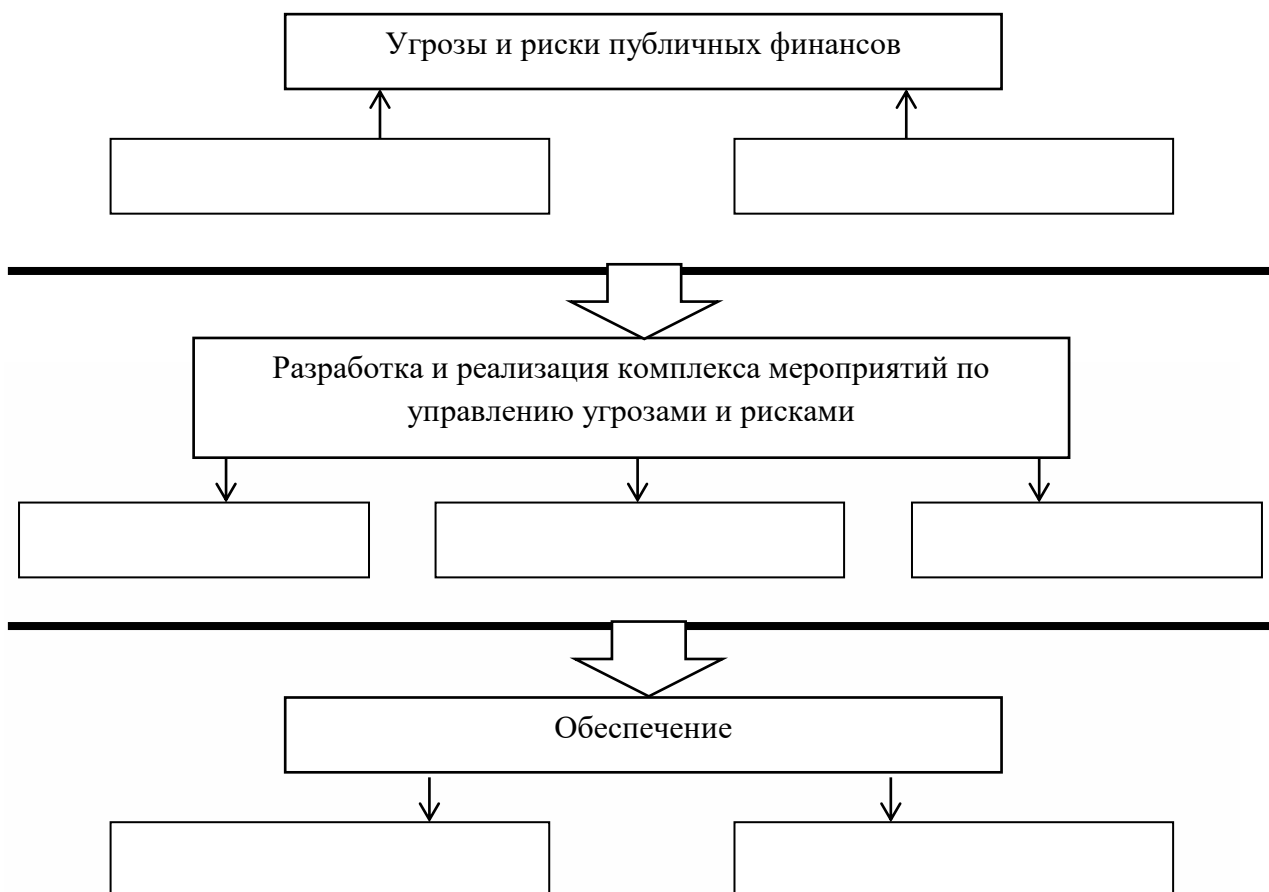 Угрозы и риски публичных финансов
Разработка и реализация комплекса мероприятий по
управлению угрозами и рисками
Обеспечение